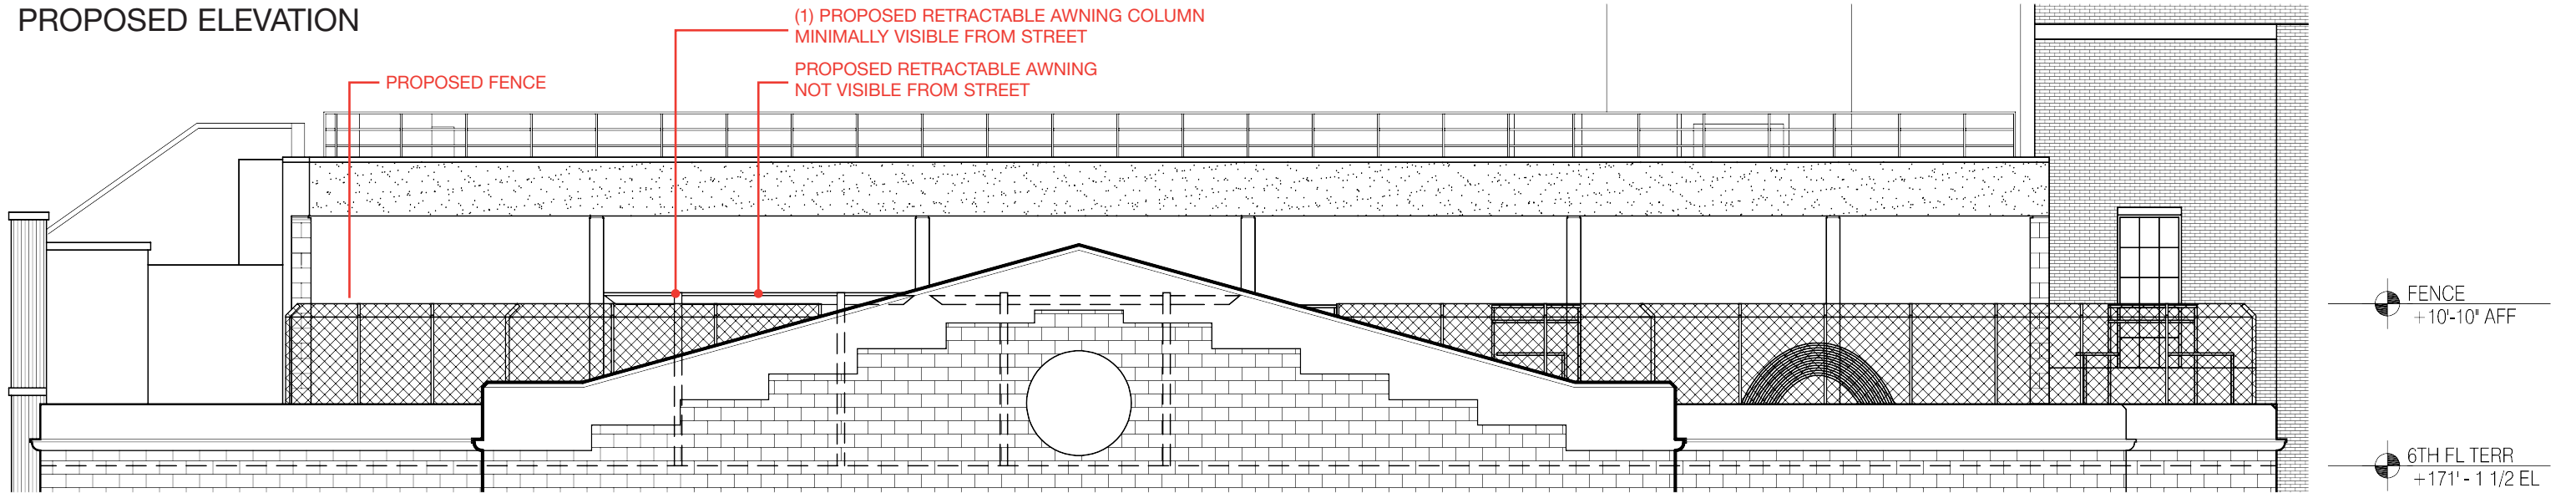 PROPOSED ELEVATION
(1) PROPOSED RETRACTABLE AWNING COLUMN
MINIMALLY VISIBLE FROM STREET
PROPOSED RETRACTABLE AWNING
NOT VISIBLE FROM STREET
PROPOSED FENCE
FENCE
+10'-10" AFF
6TH FL TERR
+171' - 1 1/2 EL